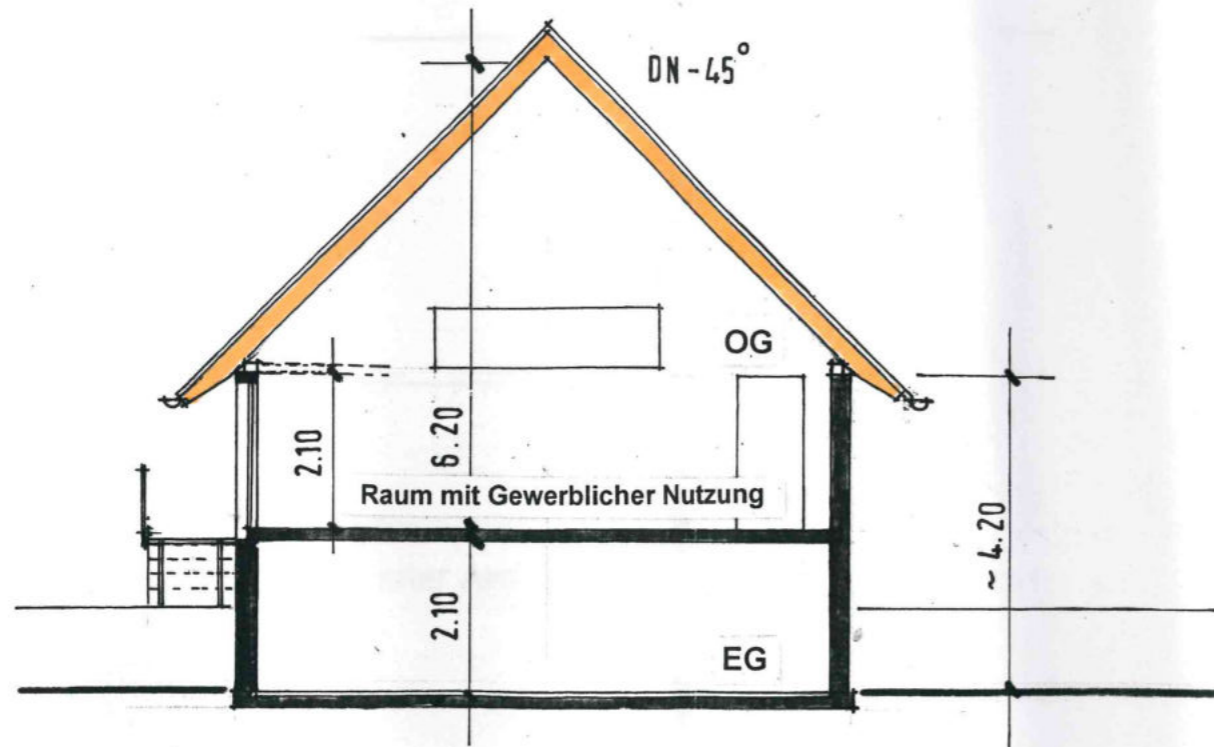 DN-45°
OG
2.10
6.20
Raum mit Gewerblicher Nutzung
~4.20
2.10
EG